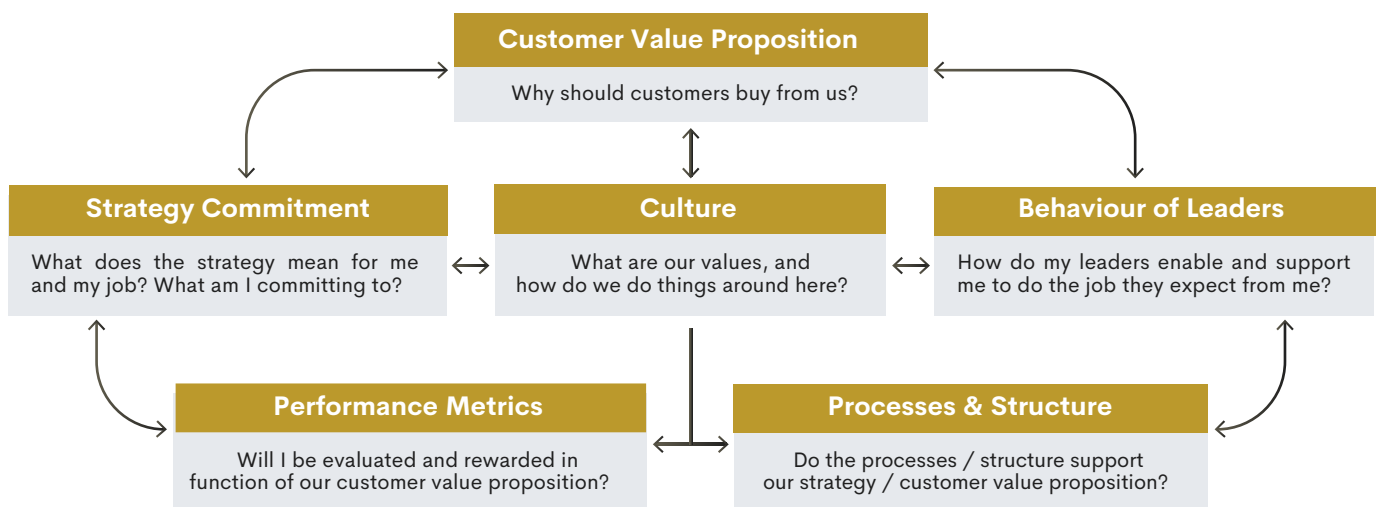 Customer Value Proposition
Why should customers buy from us?
Strategy Commitment
What does the strategy mean for me
and my job? What am I committing to?
Culture
What are our values, and
how do we do things around here?
Behaviour of Leaders
How do my leaders enable and support
me to do the job they expect from me?
Performance Metrics
Will I be evaluated and rewarded in
function of our customer value proposition?
Processes & Structure
Do the processes / structure support
our strategy / customer value proposition?